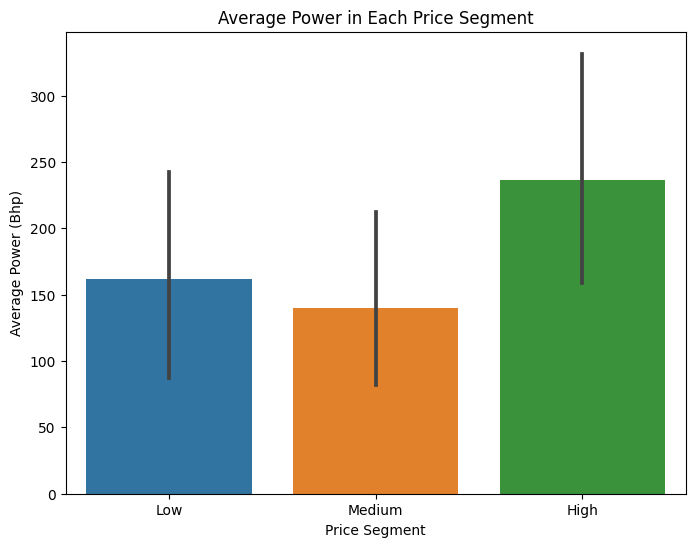 Average Power in Each Price Segment
Average Power (Bhp)
300
250
200
150
100
50
0
Low Medium High
Price Segment